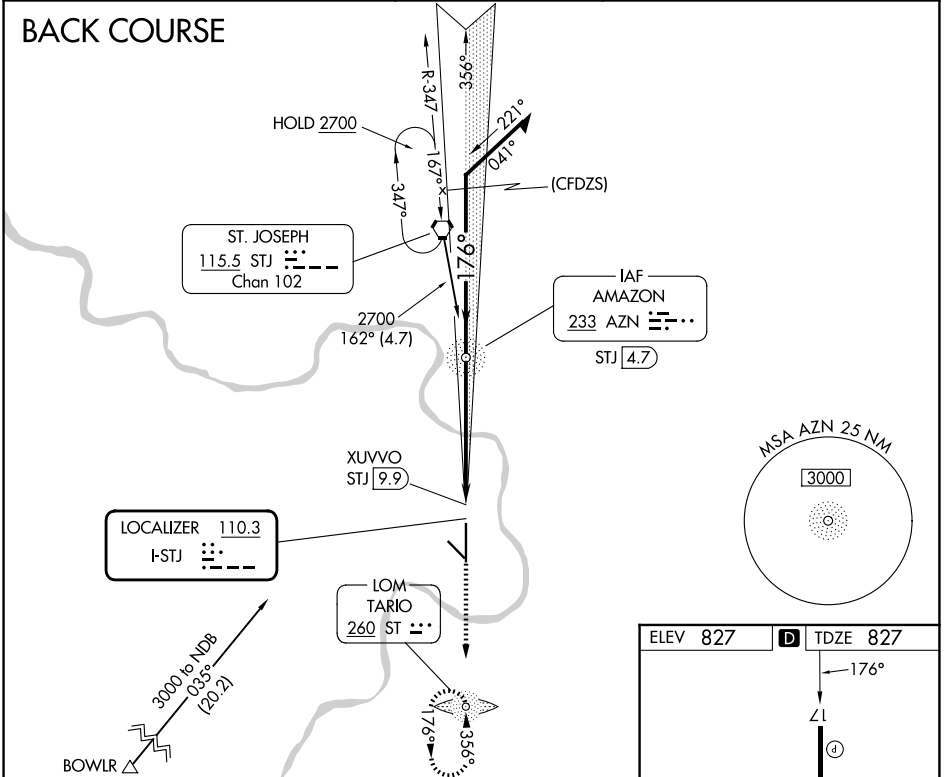 BACK COURSE
356°
R-347
HOLD 2700
221°
041°
167°
347°
(CFDZS)
ST. JOSEPH
115.5 STJ
Chan 102
176°
IAF
AMAZON
233 AZN
STJ 4.7
2700
162° (4.7)
XUVVO
STJ 9.9
MSA AZN 25 NM
3000
LOCALIZER 110.3
I-STJ
LOM
TARIO
260 ST
3000 to NDB
035°
(20.2)
BOWLR
176°
356°
ELEV 827 D TDZE 827
176°
17
P